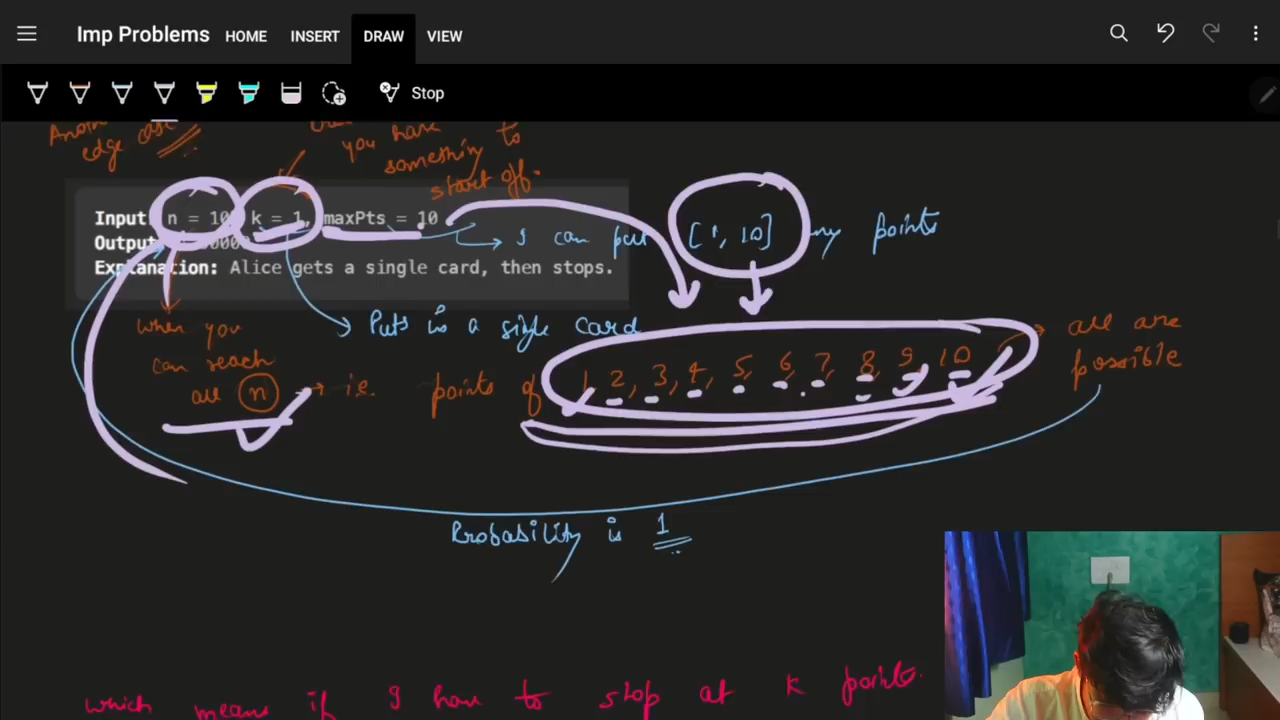 Imp Problems HOME INSERT DRAW VIEW
Stop
Another edge case
you have something to start off.
Input: n = 10, k = 1, maxPts = 10
Output:
Explanation: Alice gets a single card, then stops.
I can put [1, 10] any points
Puts is a single card
when you can reach all n i.e. points of 1, 2, 3, 4, 5, 6, 7, 8, 9, 10 all are possible
Probability is 1
which means if I have to stop at k points.